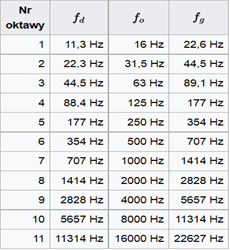 Nr oktawy f_d f_o f_g
1 11,3 Hz 16 Hz 22,6 Hz
2 22,3 Hz 31,5 Hz 44,5 Hz
3 44,5 Hz 63 Hz 89,1 Hz
4 88,4 Hz 125 Hz 177 Hz
5 177 Hz 250 Hz 354 Hz
6 354 Hz 500 Hz 707 Hz
7 707 Hz 1000 Hz 1414 Hz
8 1414 Hz 2000 Hz 2828 Hz
9 2828 Hz 4000 Hz 5657 Hz
10 5657 Hz 8000 Hz 11314 Hz
11 11314 Hz 16000 Hz 22627 Hz